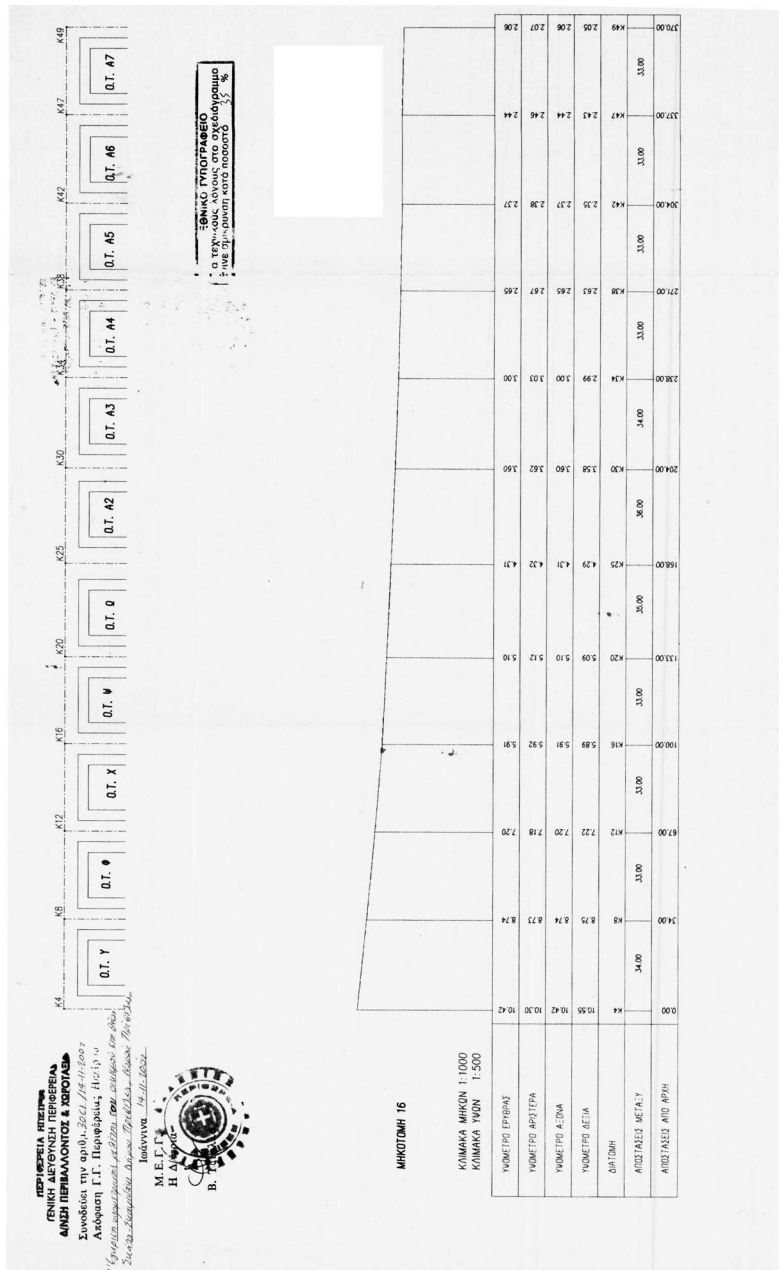 ΠΕΡΙΦΕΡΕΙΑ ΗΠΕΙΡΟΥ
ΓΕΝΙΚΗ ΔΙΕΥΘΥΝΣΗ ΠΕΡΙΦΕΡΕΙΑΣ
Δ/ΝΣΗ ΠΕΡΙΒΑΛΛΟΝΤΟΣ & ΧΩΡΟΤΑΞΙΑΣ
Συνοδεύει την αριθ. 3061/14-11-2002
Απόφαση Γ.Γ. Περιφέρειας Ηπείρου
Ιωάννινα 14-11-2002
Μ.Ε.Γ.Γ.
Η Δ/
Β.
K4 K8 K12 K16 K20 K25 K30 K34 K38 K42 K47 K49
Ο.Τ. Υ
Ο.Τ. Φ
Ο.Τ. Χ
Ο.Τ. Ψ
Ο.Τ. Ω
Ο.Τ. Α2
Ο.Τ. Α3
Ο.Τ. Α4
Ο.Τ. Α5
Ο.Τ. Α6
Ο.Τ. Α7
ΕΘΝΙΚΟ ΤΥΠΟΓΡΑΦΕΙΟ
α τεχνικούς λόγους στο σχεδιάγραμμα
έγινε σμίκρυνση κατά ποσοστό 35 %
ΜΗΚΟΤΟΜΗ 16
ΚΛΙΜΑΚΑ ΜΗΚΩΝ 1:1000
ΚΛΙΜΑΚΑ ΥΨΩΝ 1:500
ΥΨΟΜΕΤΡΟ ΕΡΥΘΡΑΣ 10.42 8.74 7.20 5.91 5.10 4.31 3.60 3.00 2.65 2.37 2.44 2.06
ΥΨΟΜΕΤΡΟ ΑΡΙΣΤΕΡΑ 10.30 8.73 7.18 5.92 5.12 4.32 3.62 3.03 2.67 2.38 2.46 2.07
ΥΨΟΜΕΤΡΟ ΑΞΟΝΑ 10.42 8.74 7.20 5.91 5.10 4.31 3.60 3.00 2.65 2.37 2.44 2.06
ΥΨΟΜΕΤΡΟ ΔΕΞΙΑ 10.55 8.75 7.22 5.89 5.09 4.29 3.58 2.99 2.63 2.35 2.43 2.05
ΔΙΑΤΟΜΗ K4 K8 K12 K16 K20 K25 K30 K34 K38 K42 K47 K49
ΑΠΟΣΤΑΣΕΙΣ ΜΕΤΑΞΥ 34.00 33.00 33.00 33.00 35.00 36.00 34.00 33.00 33.00 33.00 33.00
ΑΠΟΣΤΑΣΕΙΣ ΑΠΟ ΑΡΧΗ 0.00 34.00 67.00 100.00 133.00 168.00 204.00 238.00 271.00 304.00 337.00 370.00